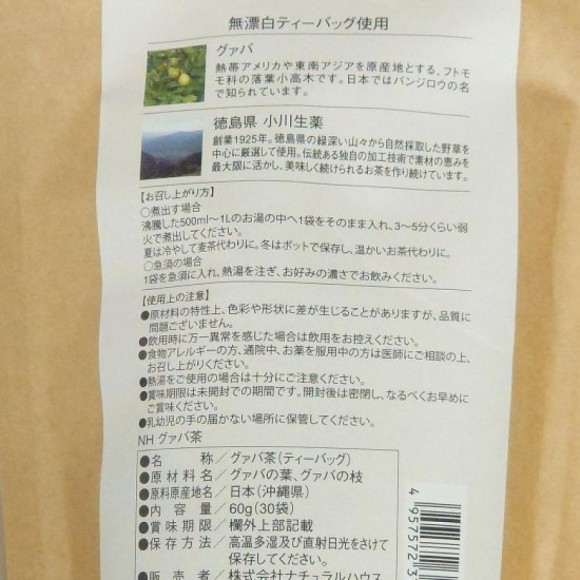 無漂白ティーバッグ使用
グァバ
熱帯アメリカや東南アジアを原産地とする、フトモ
モ科の落葉小高木です。日本ではバンジロウの名
で知られています。
徳島県 小川生薬
創業1925年。徳島県の緑深い山々から自然採取した野草を
中心に厳選して使用。伝統ある独自の加工技術で素材の恵みを
最大限に活かし、美味しく続けられるお茶を作り続けています。
【お召し上がり方】
○煮出す場合
沸騰した500ml〜1Lのお湯の中へ1袋をそのまま入れ、3〜5分くらい弱
火で煮出してください。
夏は冷やして麦茶代わりに。冬はポットで保存し、温かいお茶代わりに。
○急須の場合
1袋を急須に入れ、熱湯を注ぎ、お好みの濃さでお飲みください。
【使用上の注意】
●原材料の特性上、色彩や形状に差が生じることがありますが、品質に
問題ございません。
●飲用時に万一異常を感じた場合は飲用をお控えください。
●食物アレルギーの方、通院中、お薬を服用中の方は医師にご相談の上、
お召し上がりください。
●熱湯をご使用の場合は十分にご注意ください。
●賞味期限は未開封での期間です。開封後は密閉し、なるべくお早めに
ご賞味ください。
●乳幼児の手の届かない場所に保管してください。
NH グァバ茶
●名 称/グァバ茶(ティーバッグ)
●原材料名/グァバの葉、グァバの枝
●原料原産地名/日本(沖縄県)
●内容量/60g(30袋)
●賞味期限/欄外上部記載
●保存方法/高温多湿及び直射日光をさけて
保存してください。
●販売者/株式会社ナチュラルハウス
4 957572 13